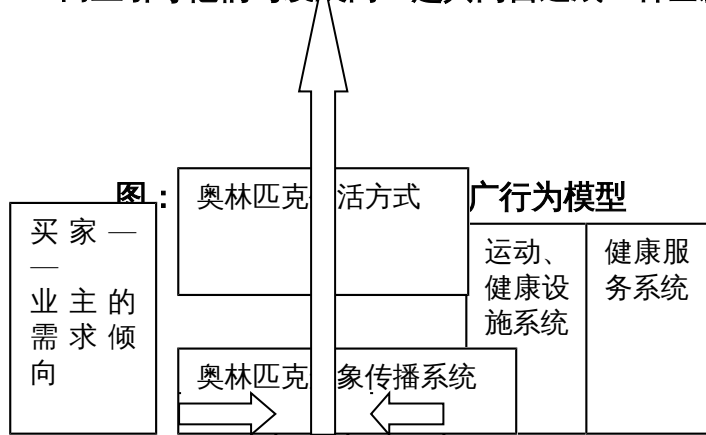 图：
广行为模型
奥林匹克
活方式
买家—
—
业主的
需求倾
向
运动、
健康设
施系统
健康服
务系统
奥林匹克
象传播系统